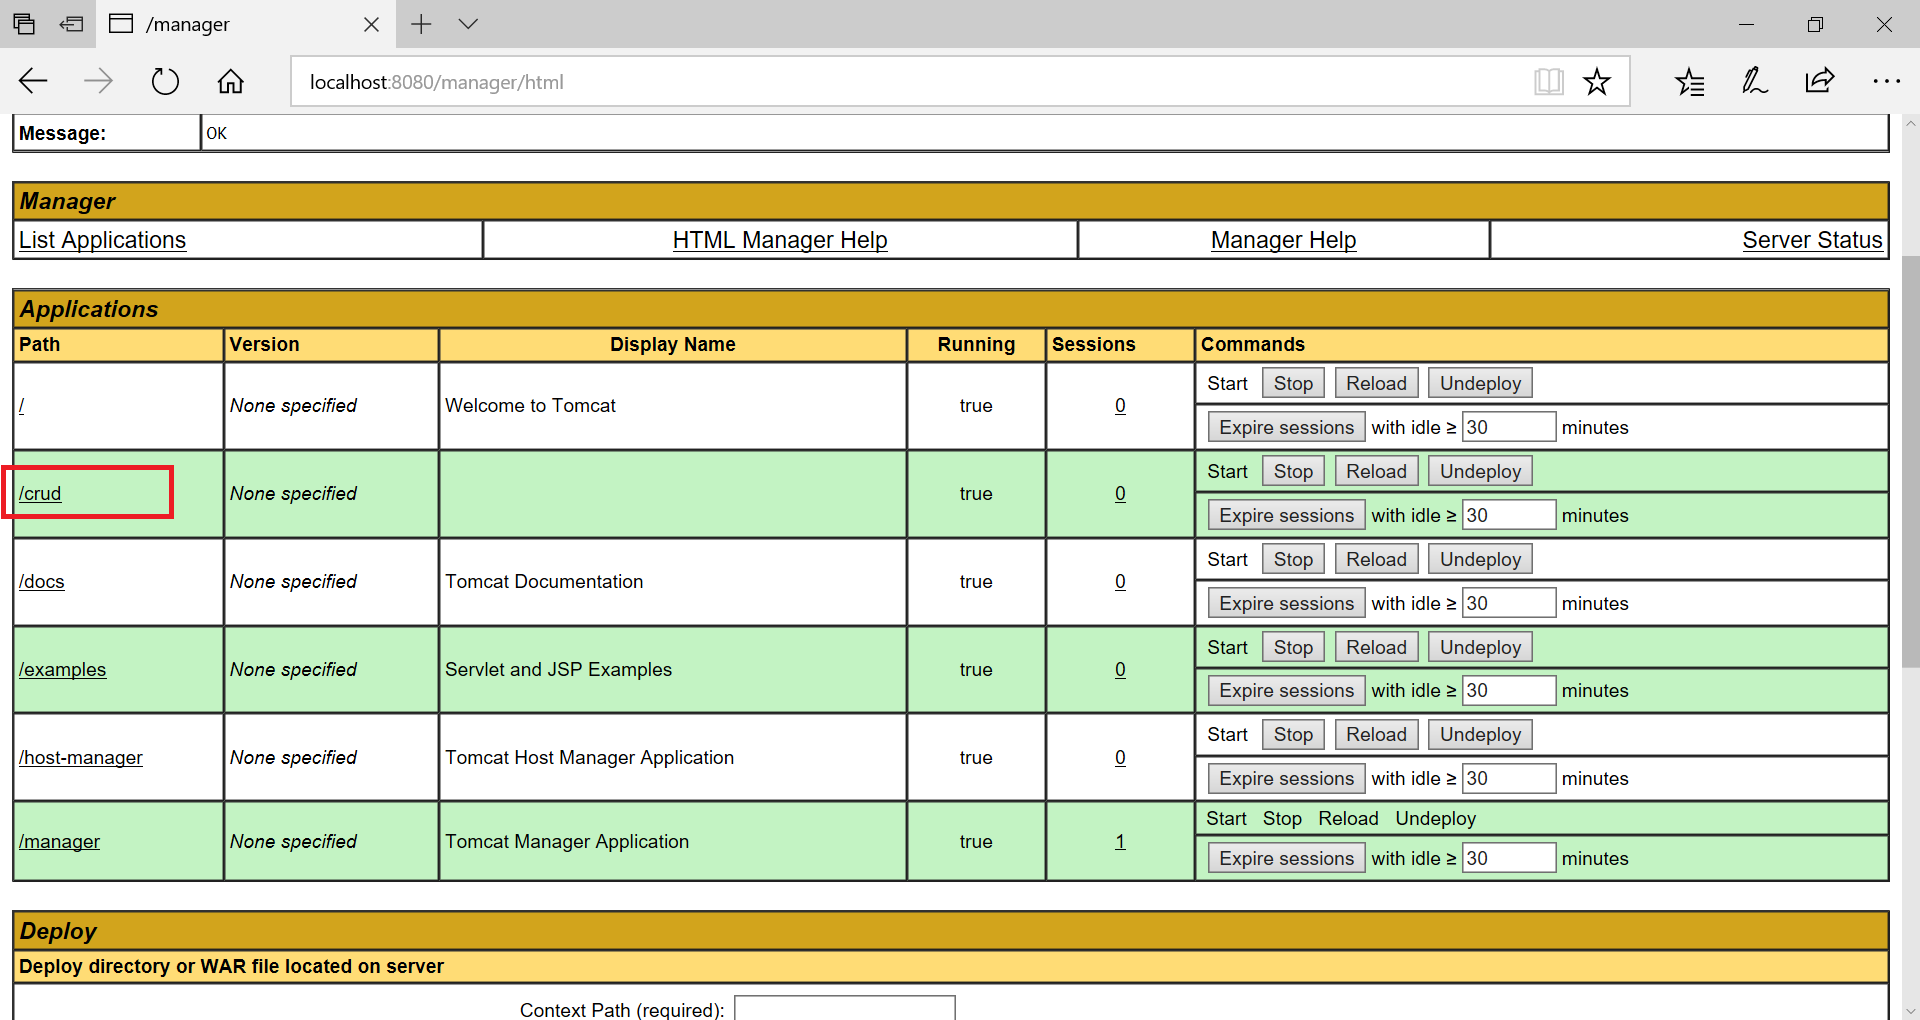 /manager
localhost:8080/manager/html
Message: OK
Manager
List Applications HTML Manager Help Manager Help Server Status
Applications
Path Version Display Name Running Sessions Commands
/ None specified Welcome to Tomcat true 0 Start Stop Reload Undeploy
Expire sessions with idle ≥ 30 minutes
/crud None specified true 0 Start Stop Reload Undeploy
Expire sessions with idle ≥ 30 minutes
/docs None specified Tomcat Documentation true 0 Start Stop Reload Undeploy
Expire sessions with idle ≥ 30 minutes
/examples None specified Servlet and JSP Examples true 0 Start Stop Reload Undeploy
Expire sessions with idle ≥ 30 minutes
/host-manager None specified Tomcat Host Manager Application true 0 Start Stop Reload Undeploy
Expire sessions with idle ≥ 30 minutes
/manager None specified Tomcat Manager Application true 1 Start Stop Reload Undeploy
Expire sessions with idle ≥ 30 minutes
Deploy
Deploy directory or WAR file located on server
Context Path (required):